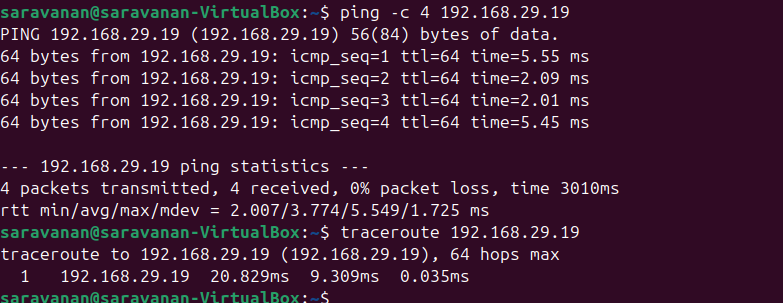 saravanan@saravanan-VirtualBox:~$ ping -c 4 192.168.29.19
PING 192.168.29.19 (192.168.29.19) 56(84) bytes of data.
64 bytes from 192.168.29.19: icmp_seq=1 ttl=64 time=5.55 ms
64 bytes from 192.168.29.19: icmp_seq=2 ttl=64 time=2.09 ms
64 bytes from 192.168.29.19: icmp_seq=3 ttl=64 time=2.01 ms
64 bytes from 192.168.29.19: icmp_seq=4 ttl=64 time=5.45 ms

--- 192.168.29.19 ping statistics ---
4 packets transmitted, 4 received, 0% packet loss, time 3010ms
rtt min/avg/max/mdev = 2.007/3.774/5.549/1.725 ms
saravanan@saravanan-VirtualBox:~$ traceroute 192.168.29.19
traceroute to 192.168.29.19 (192.168.29.19), 64 hops max
  1   192.168.29.19  20.829ms  9.309ms  0.035ms
saravanan@saravanan-VirtualBox:~$